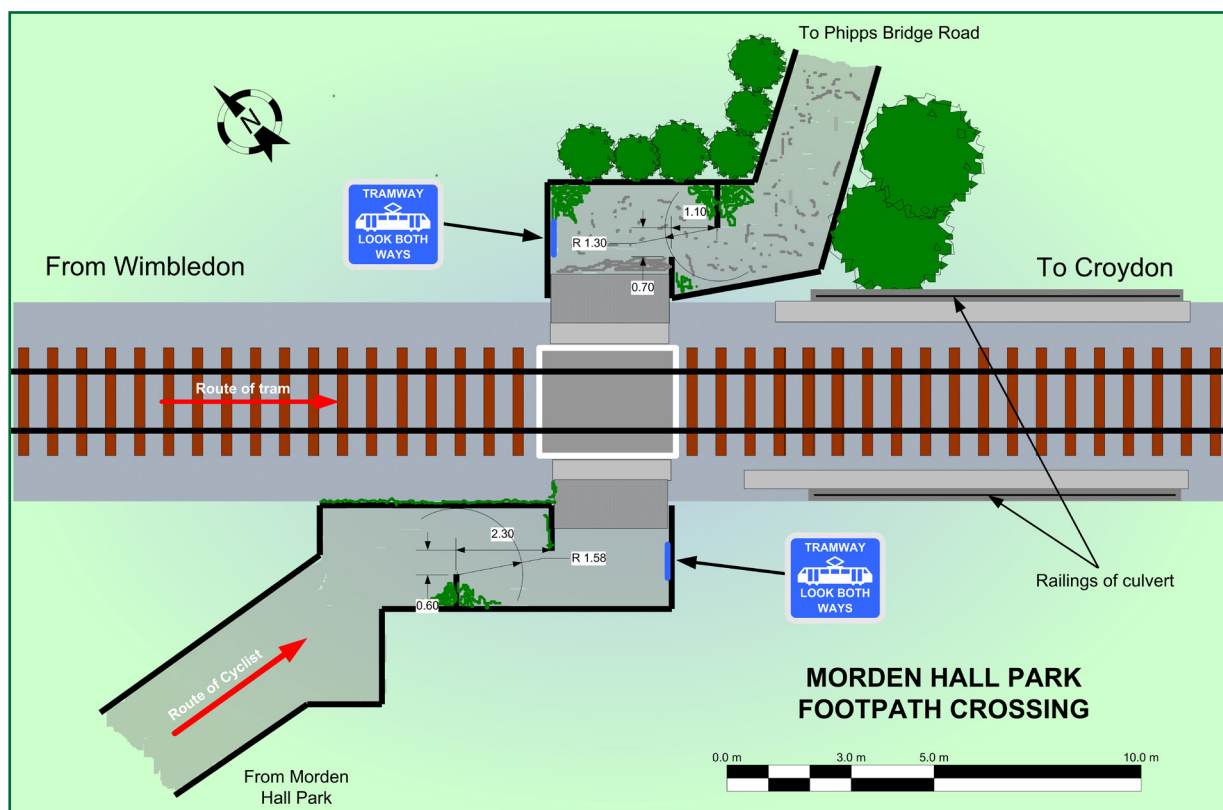 To Phipps Bridge Road
N
TRAMWAY
LOOK BOTH
WAYS
1.10
R 1.30
0.70
From Wimbledon
To Croydon
Route of tram
2.30
R 1.58
0.60
TRAMWAY
LOOK BOTH
WAYS
Railings of culvert
Route of Cyclist
MORDEN HALL PARK
FOOTPATH CROSSING
From Morden
Hall Park
0.0 m
3.0 m
5.0 m
10.0 m